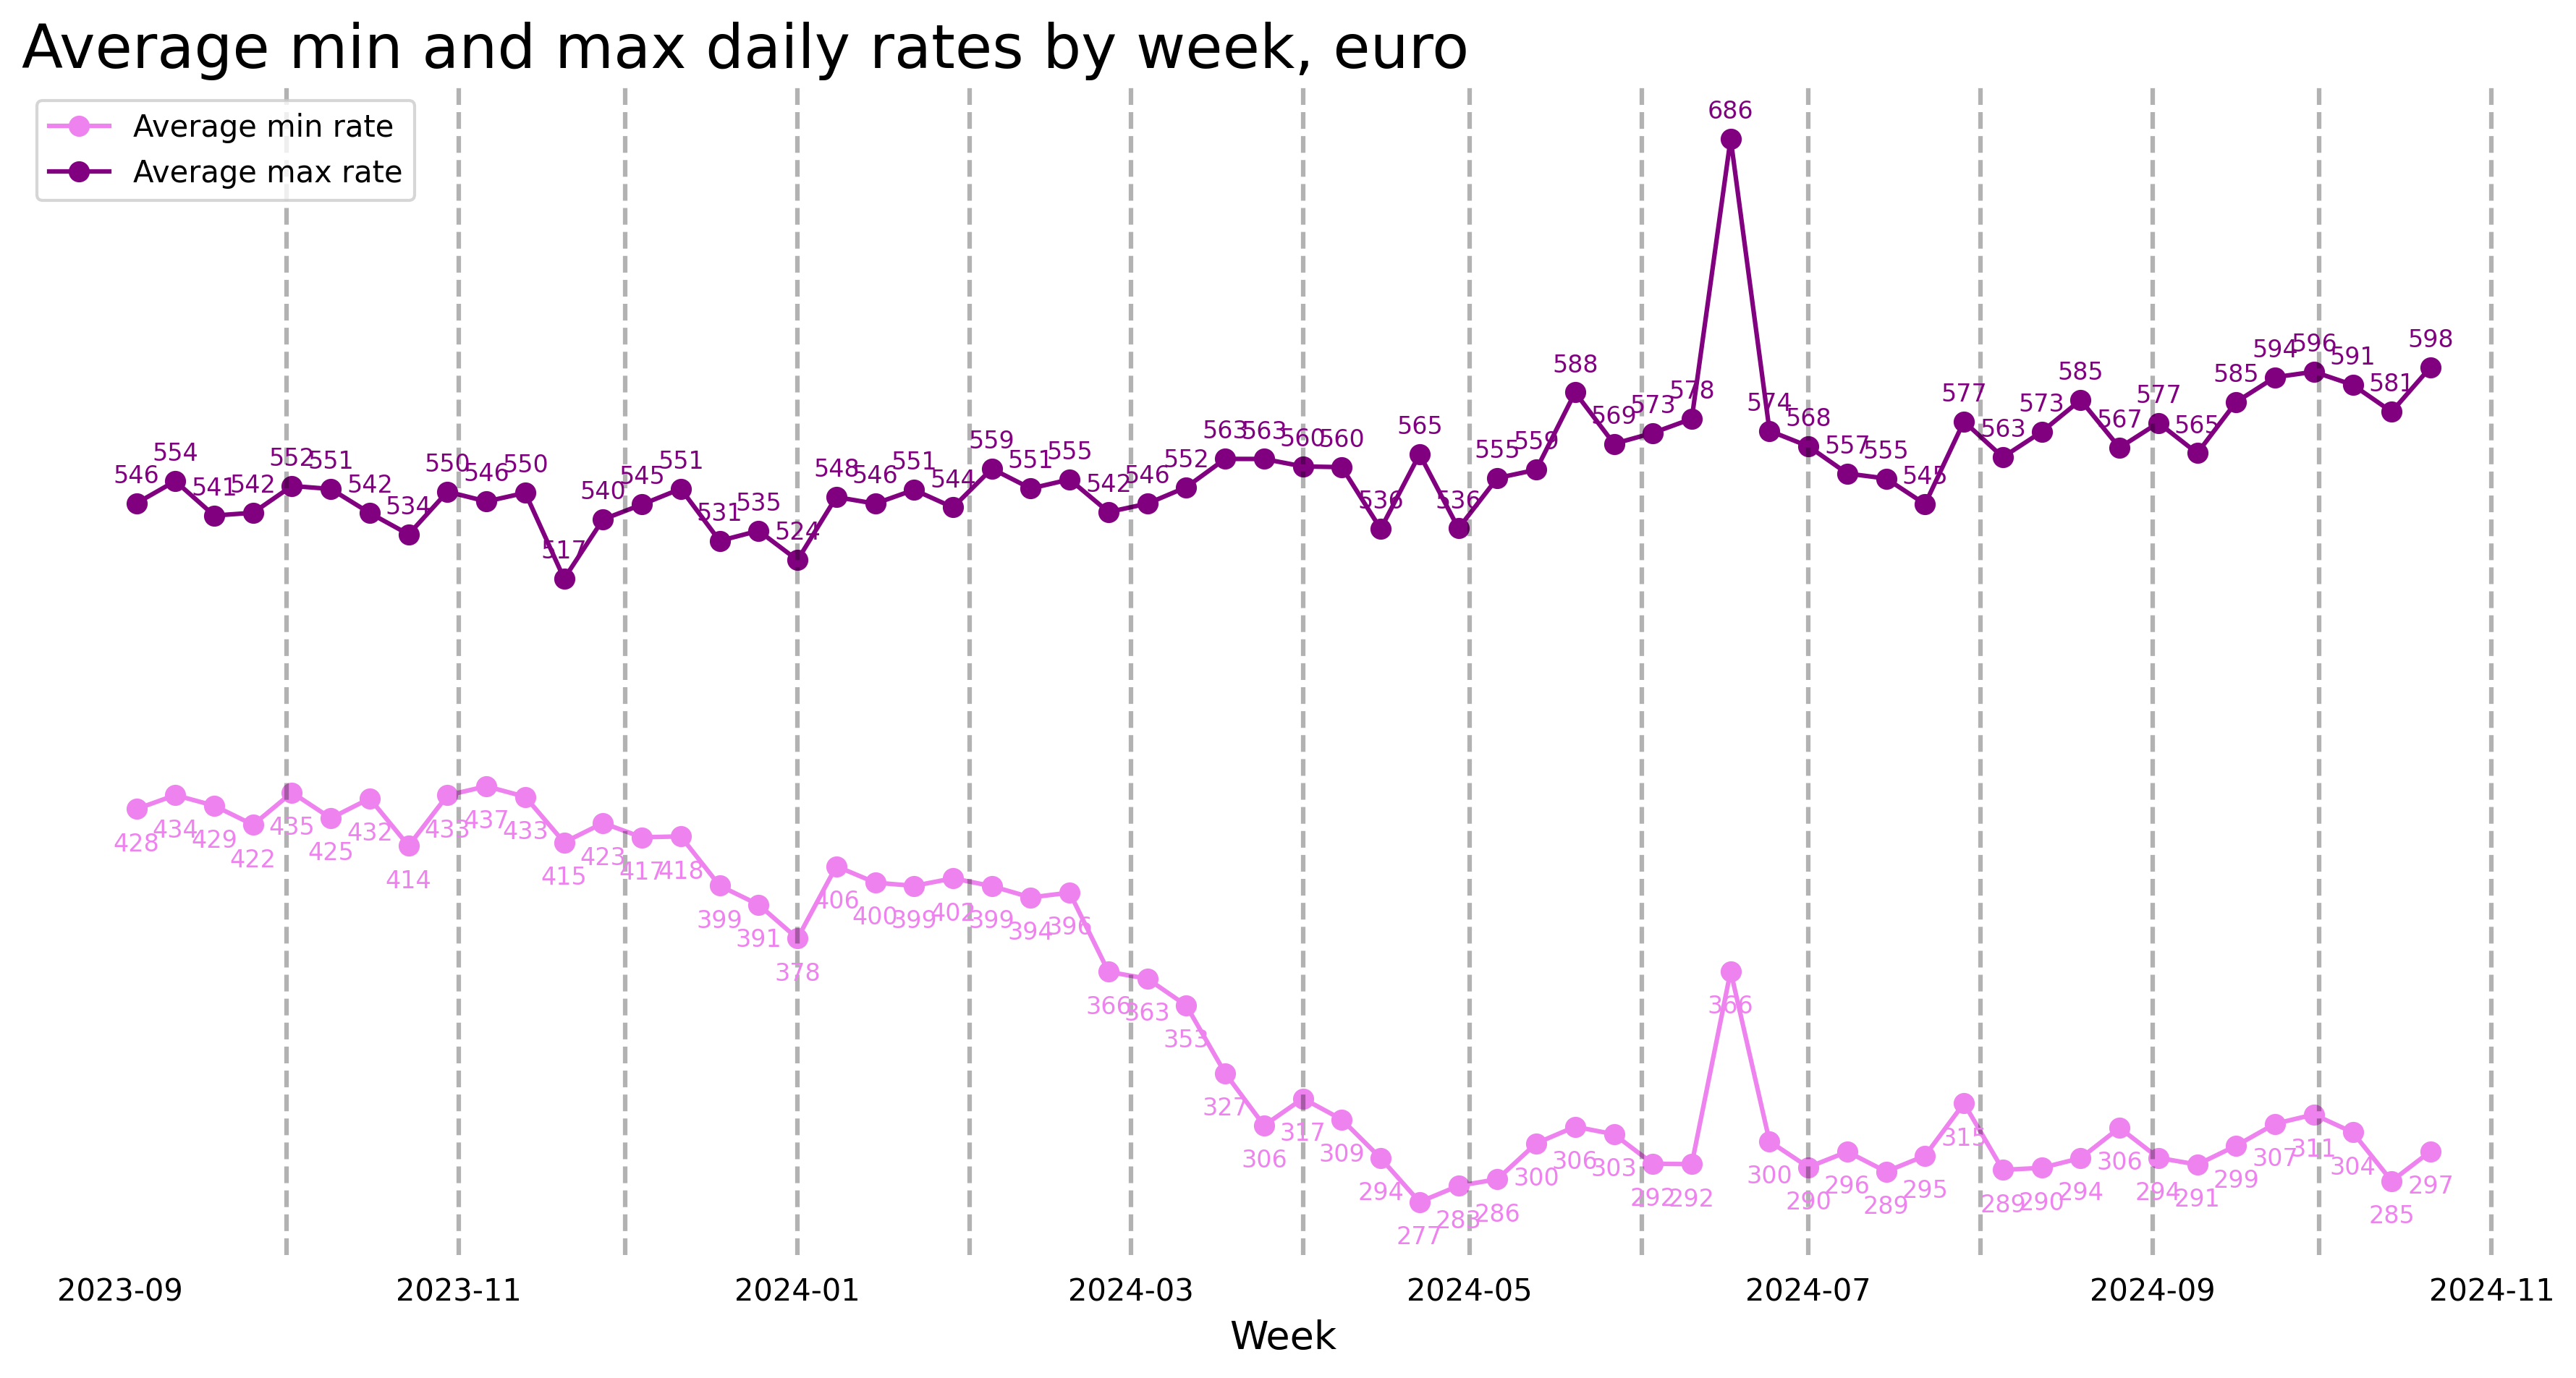 Average min and max daily rates by week, euro
Average min rate
Average max rate
546 554 541 542 552 551 542 534 550 546 550 517 540 545 551 531 535 524 548 546 551 544 559 551 555 542 546 552 563 563 560 560 536 565 536 555 559 588 569 573 578 686 574 568 557 555 545 577 563 573 585 567 577 565 585 594 596 591 581 598
428 434 429 422 435 425 432 414 433 437 433 415 423 417 418 399 391 378 406 400 399 402 399 394 396 366 363 353 327 306 317 309 294 277 283 286 300 306 303 292 292 366 300 290 296 289 295 315 289 290 294 306 294 291 299 307 311 304 285 297
2023-09 2023-11 2024-01 2024-03 2024-05 2024-07 2024-09 2024-11
Week